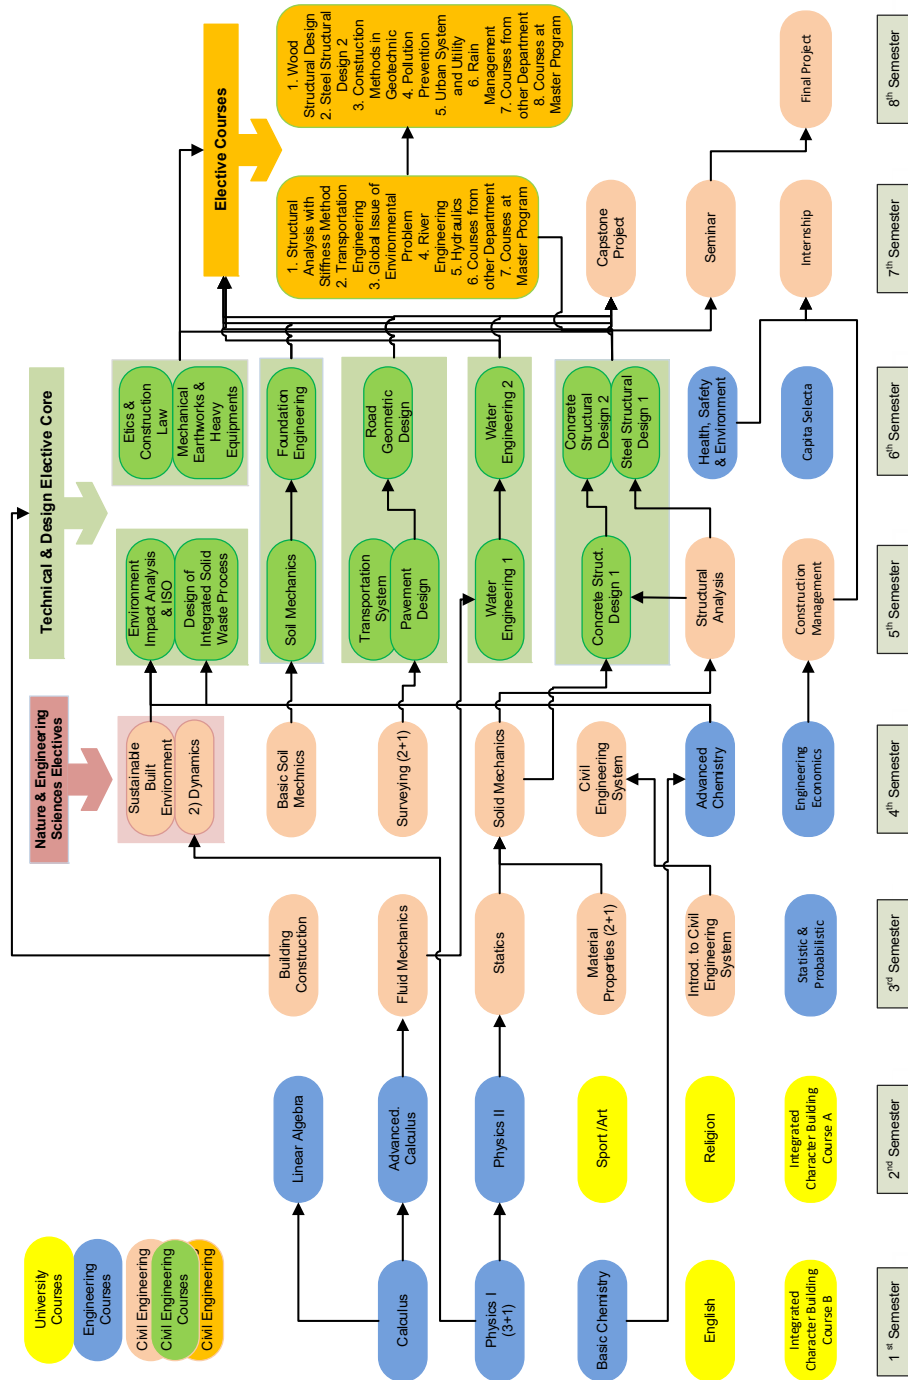 University
Courses
Engineering
Courses
Civil Engineering
Civil Engineering
Courses
Civil Engineering
Nature & Engineering
Sciences Electives
Technical & Design Elective Core
Elective Courses
Calculus
Physics I
(3+1)
Basic Chemistry
English
Integrated
Character Building
Course B
1 st Semester
Linear Algebra
Advanced.
Calculus
Physics II
Sport /Art
Religion
Integrated
Character Building
Course A
2nd Semester
Building
Construction
Fluid Mechanics
Statics
Material
Properties (2+1)
Introd. to Civil
Engineering
System
Statistic &
Probabilistic
3rd Semester
Sustainable
Built
Environment
2) Dynamics
Basic Soil
Mechnics
Surveying (2+1)
Solid Mechanics
Civil
Engineering
System
Advanced
Chemistry
Engineering
Economics
4th Semester
Environment
Impact Analysis
& ISO
Design of
Integrated Solid
Waste Process
Soil Mechanics
Transportation
System
Pavement
Design
Water
Engineering 1
Concrete Struct.
Design 1
Structural
Analysis
Construction
Management
5th Semester
Etics &
Construction
Law
Mechanical
Earthworks &
Heavy
Equipments
Foundation
Engineering
Road
Geometric
Design
Water
Engineering 2
Concrete
Structural
Design 2
Steel Structural
Design 1
Health, Safety
& Environment
Capita Selecta
6th Semester
1. Structural
Analysis with
Stiffness Method
2. Transportation
Engineering
3. Global Issue of
Environmental
Problem
4. River
Engineering
5. Hydraulics
6. Courses from
other Department
7. Courses at
Master Program
Capstone
Project
Seminar
Internship
7th Semester
1. Wood
Structural Design
2. Steel Structural
Design 2
3. Construction
Methods in
Geotechnic
4. Pollution
Prevention
5. Urban System
and Utility
6. Rain
Management
7. Courses from
other Department
8. Courses at
Master Program
Final Project
8th Semester